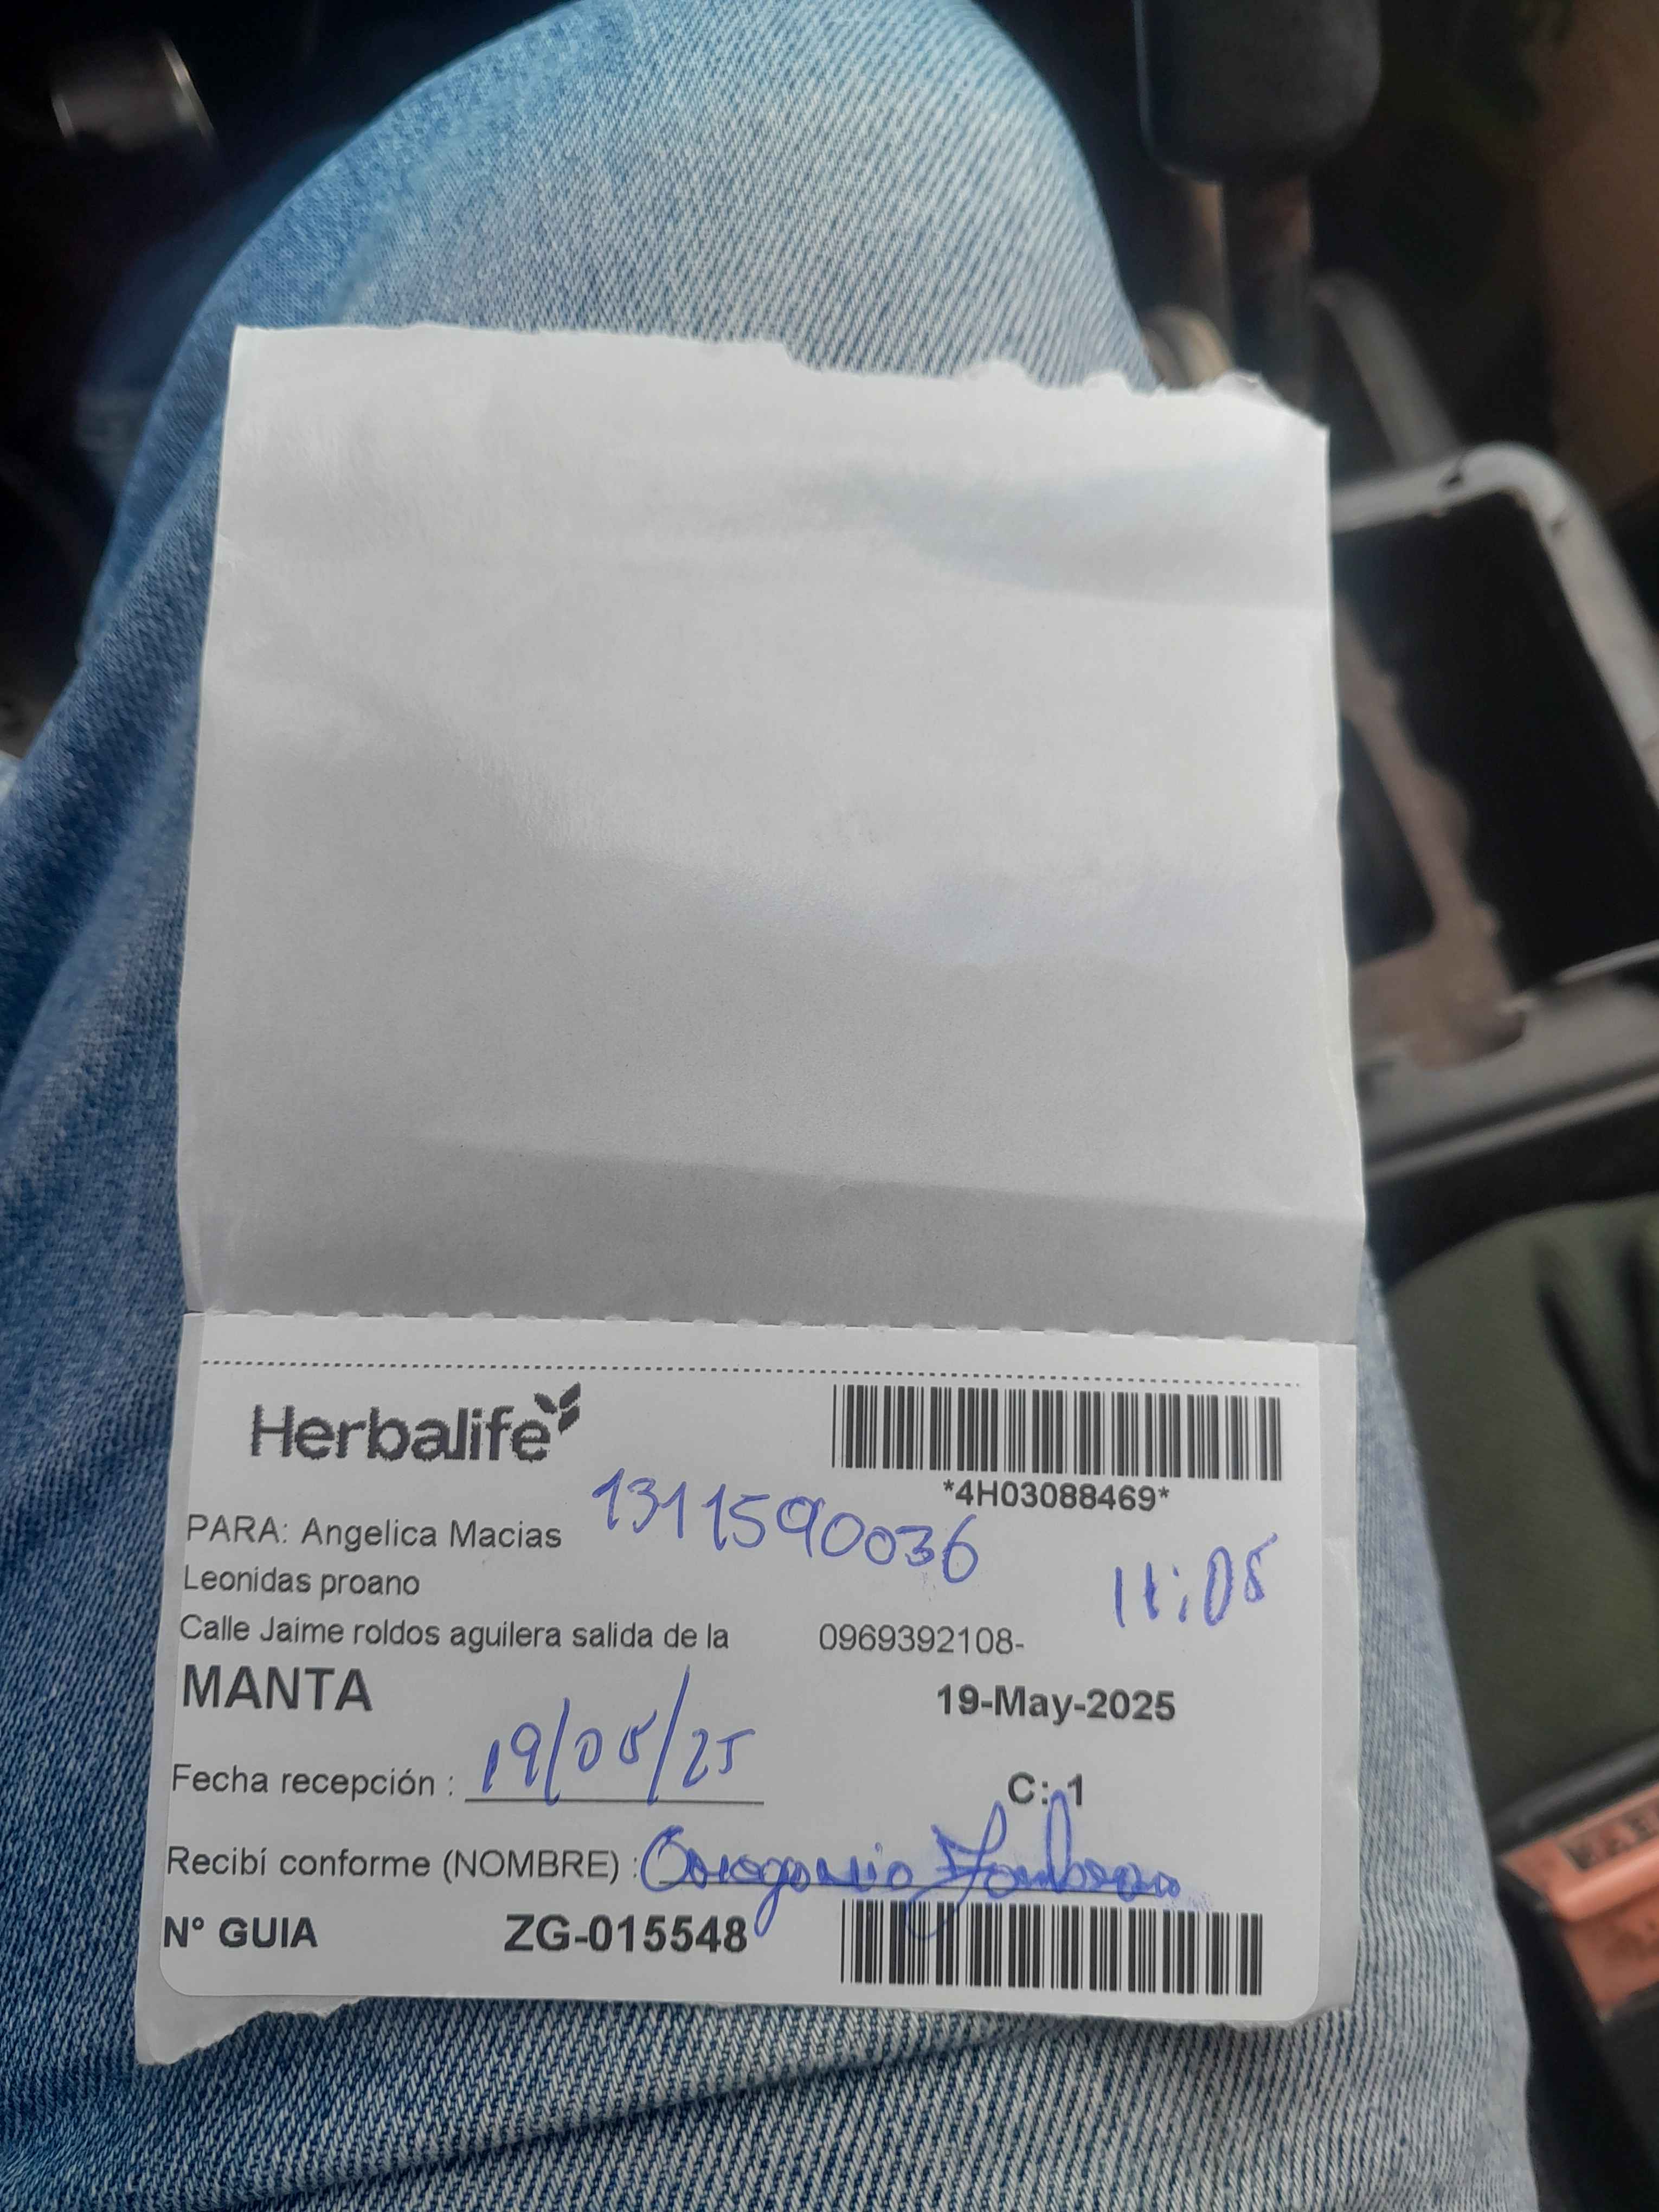 Herbalife
*4H03088469*
1311590036
PARA: Angelica Macias
11:05
Leonidas proano
Calle Jaime roldos aguilera salida de la 0969392108-
MANTA
19-May-2025
Fecha recepción : 19/05/25
C: 1
Recibí conforme (NOMBRE) :
N° GUIA ZG-015548